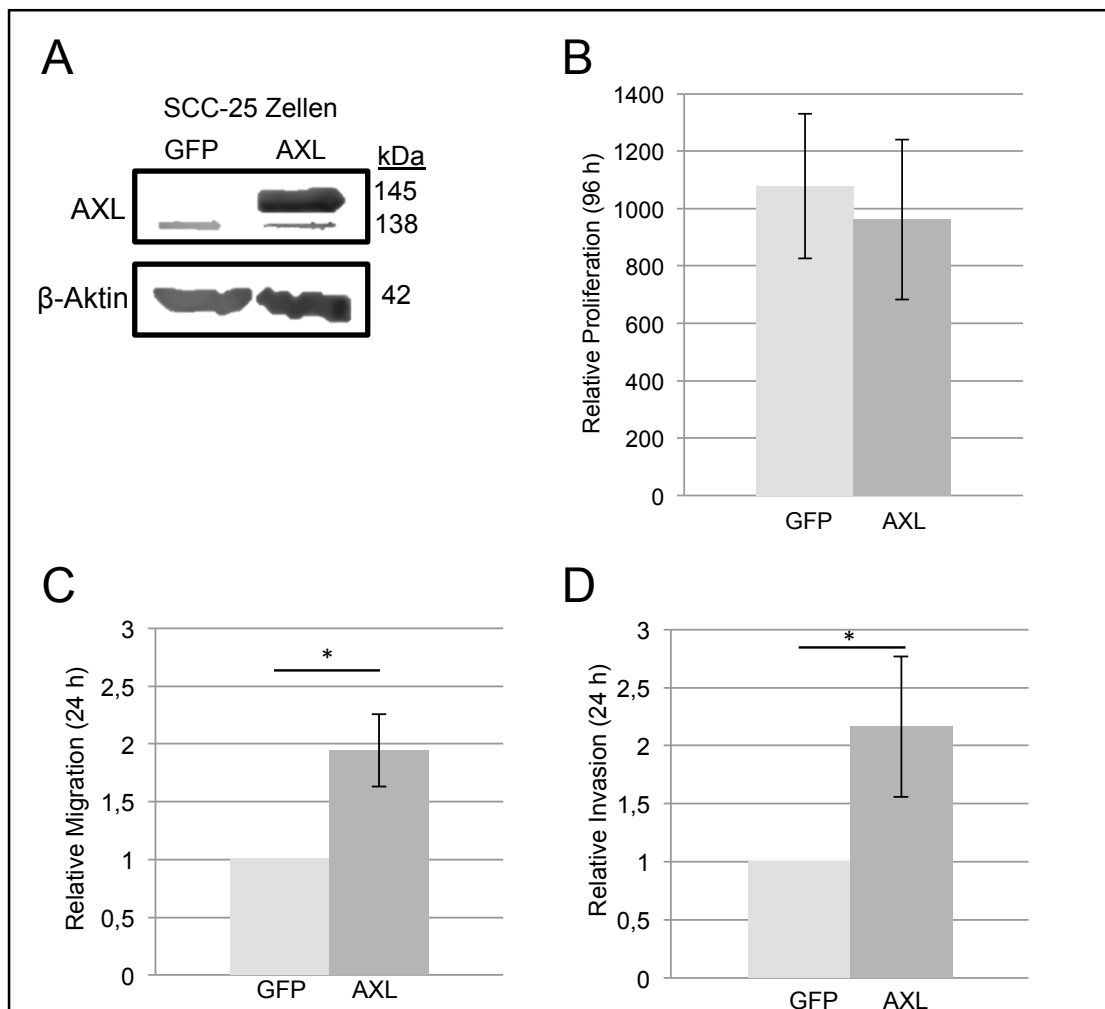 A
SCC-25 Zellen
GFP AXL kDa
AXL
145
138
β-Aktin
42
B
Relative Proliferation (96 h)
1400
1200
1000
800
600
400
200
0
GFP AXL
C
Relative Migration (24 h)
3
2,5
2
1,5
1
0,5
0
*
GFP AXL
D
Relative Invasion (24 h)
3
2,5
2
1,5
1
0,5
0
*
GFP AXL